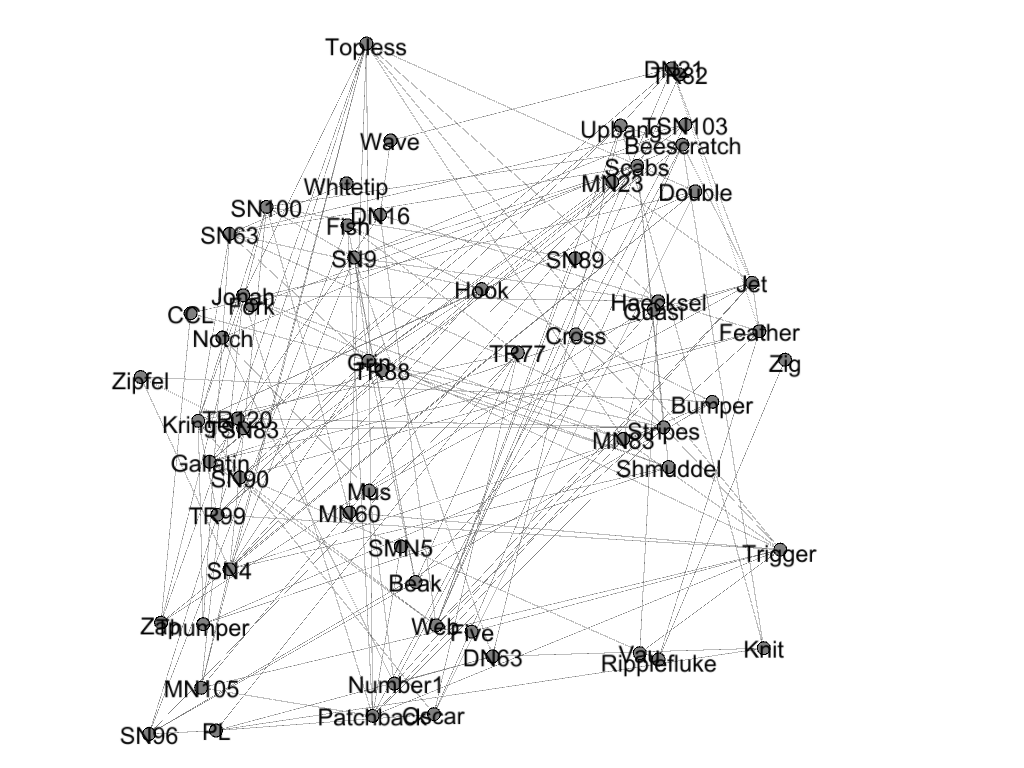 Topless
DN21
TR82
Wave
Upbang
TSN103
Beescratch
Scabs
MN23
Double
Whitetip
SN100
DN16
Fish
SN63
SN9
SN89
Hook
Jet
Jonah
Fork
Haecksel
Quasi
CCL
Notch
Cross
Feather
TR77
Grin
TR88
Zig
Zipfel
Bumper
TR120
Kringel
TSN83
Stripes
MN83
Gallatin
SN90
Shmuddel
Mus
MN60
TR99
SMN5
Trigger
SN4
Beak
Zap
Thumper
Web
Five
DN63
Vau
Ripplefluke
Knit
MN105
Number1
Patchback
Oscar
SN96
PL